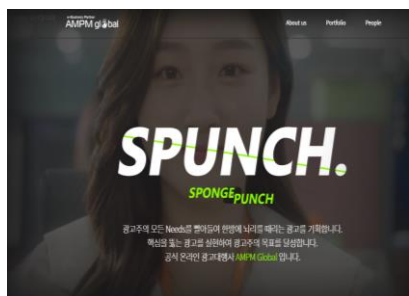 AMPM global
About us Portfolio People
SPUNCH.
SPONGE PUNCH
광고주의 모든 Needs를 빨아들여 한방에 뇌리를 때리는 광고를 기획합니다.
핵심을 뚫는 광고를 실현하여 광고주의 목표를 달성합니다.
공식 온라인 광고대행사 AMPM Global 입니다.